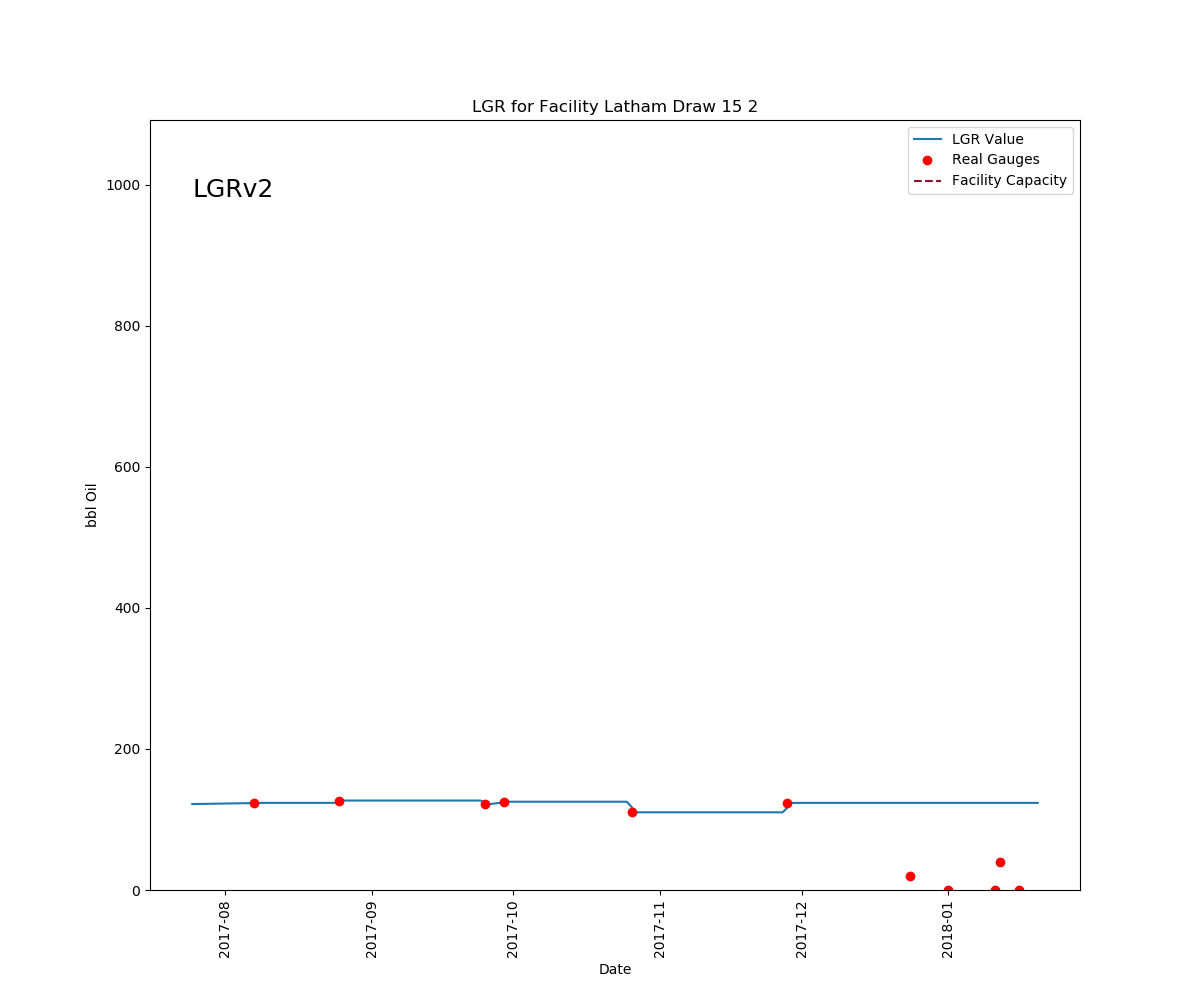 LGR for Facility Latham Draw 15 2
LGR Value
Real Gauges
Facility Capacity
LGRv2
1000
800
600
400
200
0
bbl Oil
2017-08
2017-09
2017-10
2017-11
2017-12
2018-01
Date